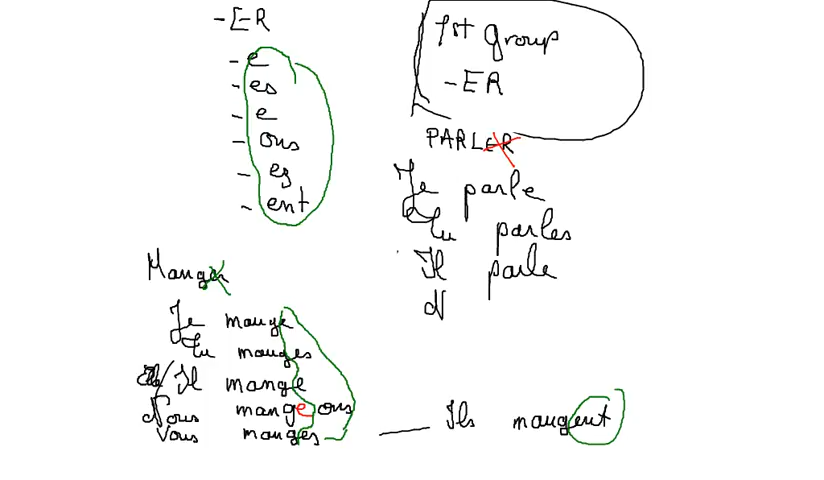 -ER
- e
- es
- e
- ons
- ez
- ent
1st group
-ER
PARLER
Je parle
Tu parles
Il parle
N
Manger
Je mange
Tu manges
Il mange
Nous mangeons
Vous mangez
Ils mangent